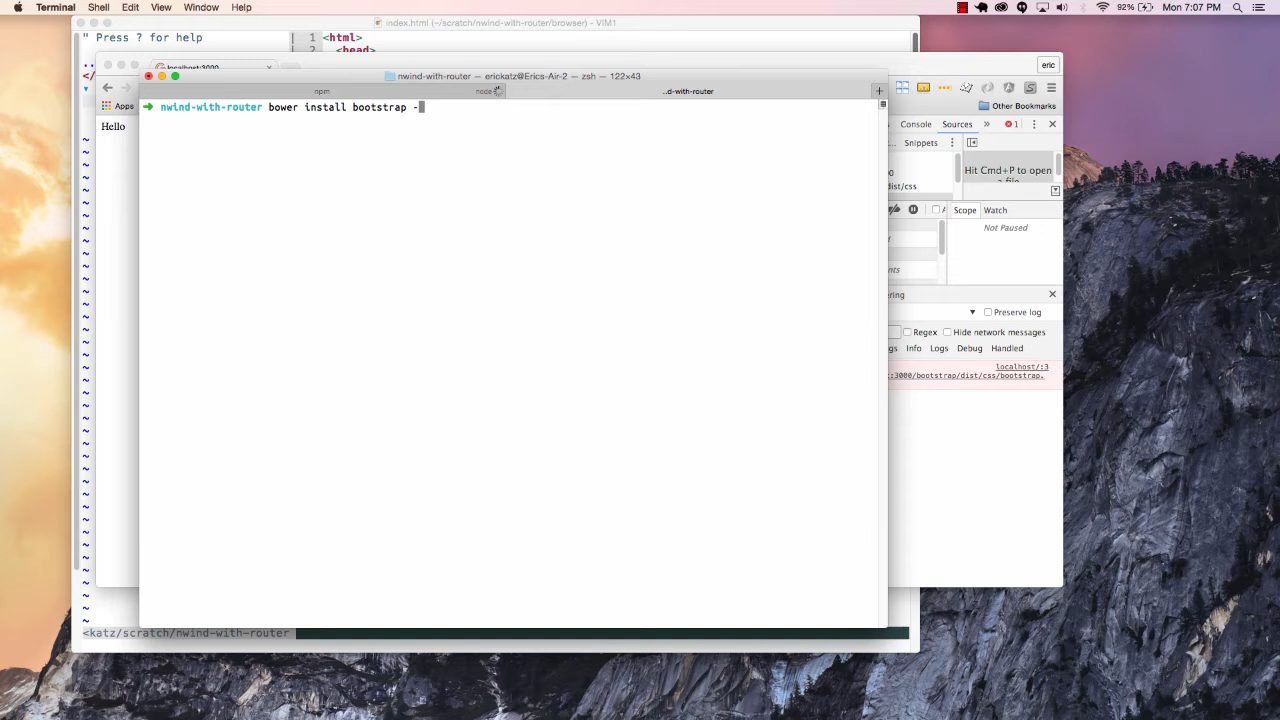 Terminal Shell Edit View Window Help
92% Mon 7:07 PM
index.html (~/scratch/nwind-with-router/browser) - VIM1
" Press ? for help
1 <html>
2 <head>
..
</
localhost:3000
eric
nwind-with-router — erickatz@Erics-Air-2 — zsh — 122×43
npm
node
..d-with-router
+
Apps
Other Bookmarks
➜ nwind-with-router bower install bootstrap -
Hello
Console Sources » 1
Snippets
Hit Cmd+P to open
a file
dist/css
Scope Watch
Not Paused
Preserve log
Regex Hide network messages
Info Logs Debug Handled
localhost/:3
:3000/bootstrap/dist/css/bootstrap.
<katz/scratch/nwind-with-router